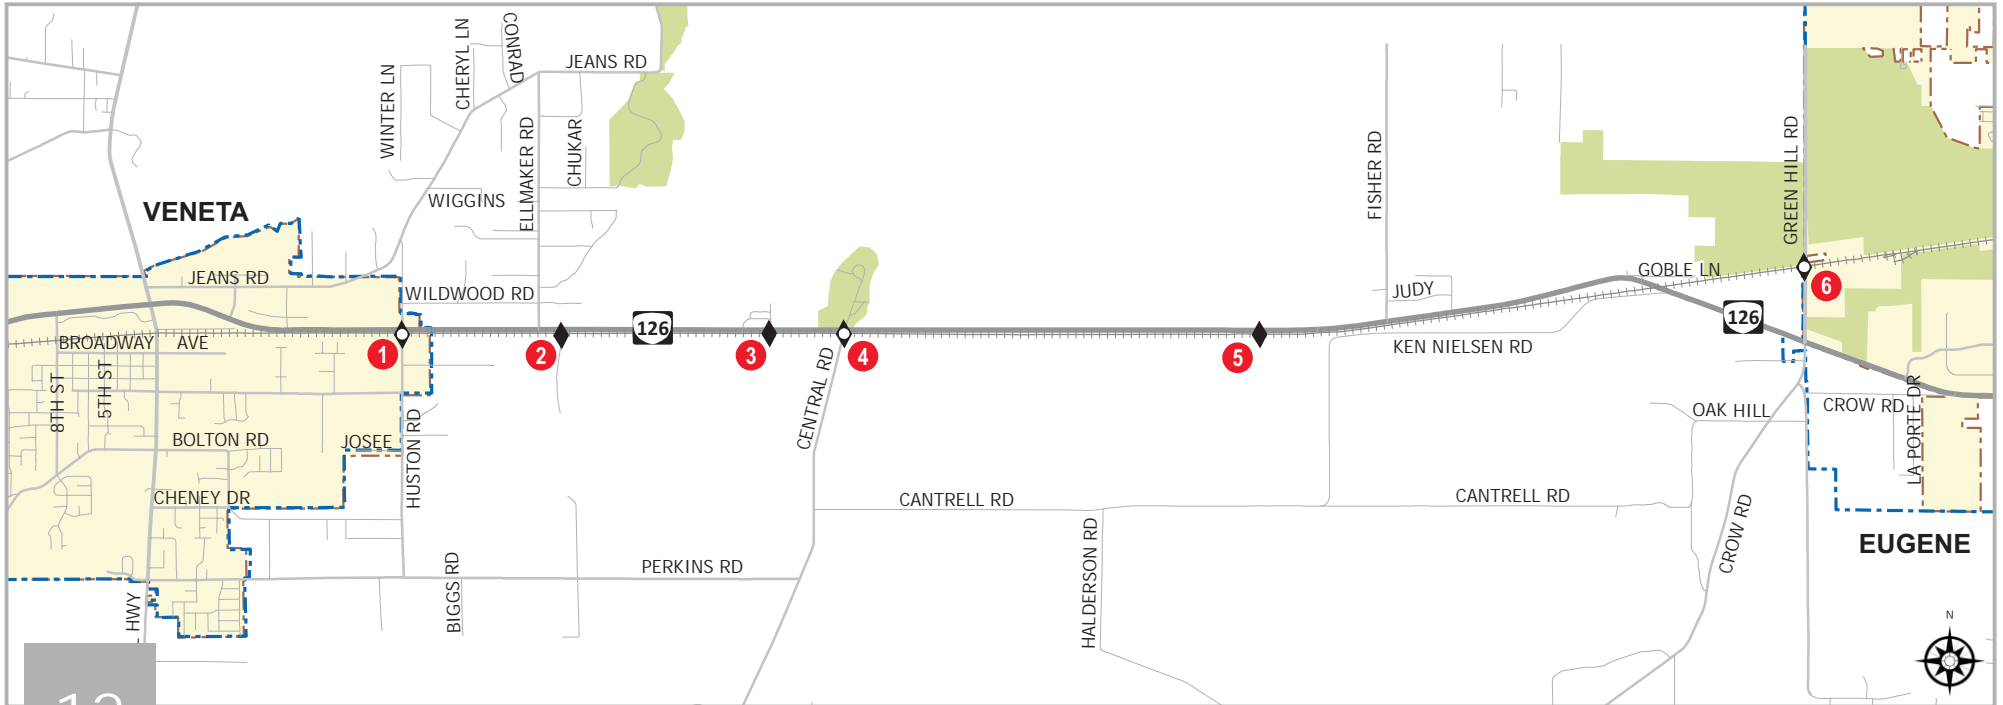 CONRAD
CHERYL LN
JEANS RD
WINTER LN
ELLMAKER RD
CHUKAR
FISHER RD
GREEN HILL RD
WIGGINS
VENETA
JEANS RD
WILDWOOD RD
GOBLE LN
JUDY
6
126
126
BROADWAY AVE
1
2
3
4
5
KEN NIELSEN RD
8TH ST
5TH ST
CENTRAL RD
LA PORTE DR
CROW RD
OAK HILL
BOLTON RD
JOSEE
HUSTON RD
CHENEY DR
CANTRELL RD
CANTRELL RD
CROW RD
EUGENE
HALDERSON RD
PERKINS RD
BIGGS RD
HWY
N